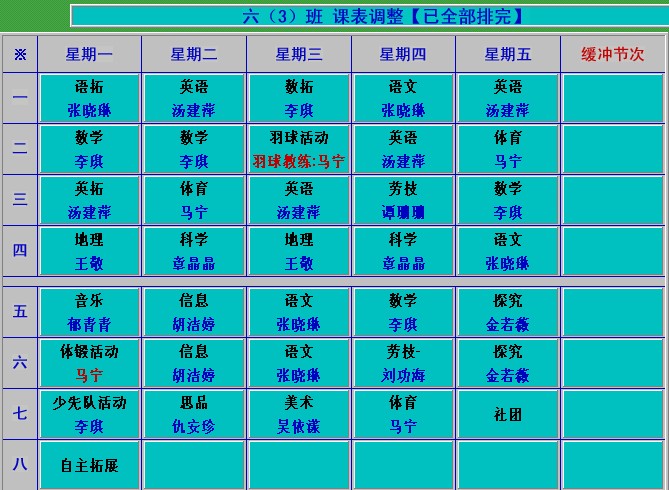 六（3）班 课表调整【已全部排完】
※ 星期一 星期二 星期三 星期四 星期五 缓冲节次
一 语拓 英语 数拓 语文 英语
张晓琳 汤建萍 李琪 张晓琳 汤建萍
二 数学 数学 羽球活动 英语 体育
李琪 李琪 羽球教练:马宁 汤建萍 马宁
三 英拓 体育 英语 劳技 数学
汤建萍 马宁 汤建萍 谭珊珊 李琪
四 地理 科学 地理 科学 语文
王敬 章晶晶 王敬 章晶晶 张晓琳
五 音乐 信息 语文 数学 探究
郁青青 胡洁婷 张晓琳 李琪 金若薇
六 体锻活动 信息 语文 劳技- 探究
马宁 胡洁婷 张晓琳 刘功海 金若薇
七 少先队活动 思品 美术 体育 社团
李琪 仇安珍 吴依漾 马宁
八 自主拓展